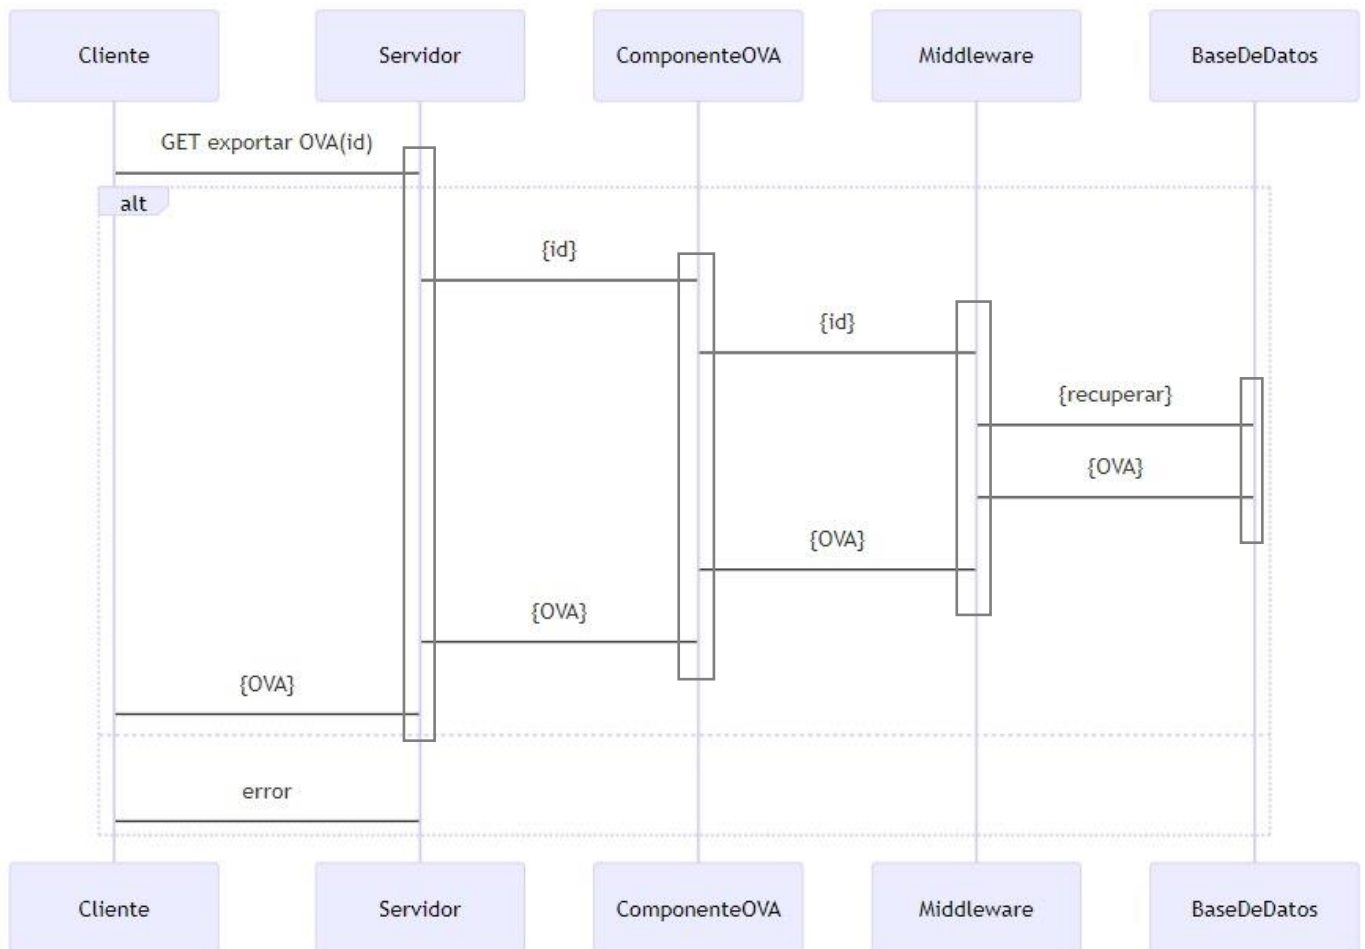 Cliente
Servidor
ComponenteOVA
Middleware
BaseDeDatos
GET exportar OVA(id)
alt
{id}
{id}
{recuperar}
{OVA}
{OVA}
{OVA}
{OVA}
error
Cliente
Servidor
ComponenteOVA
Middleware
BaseDeDatos